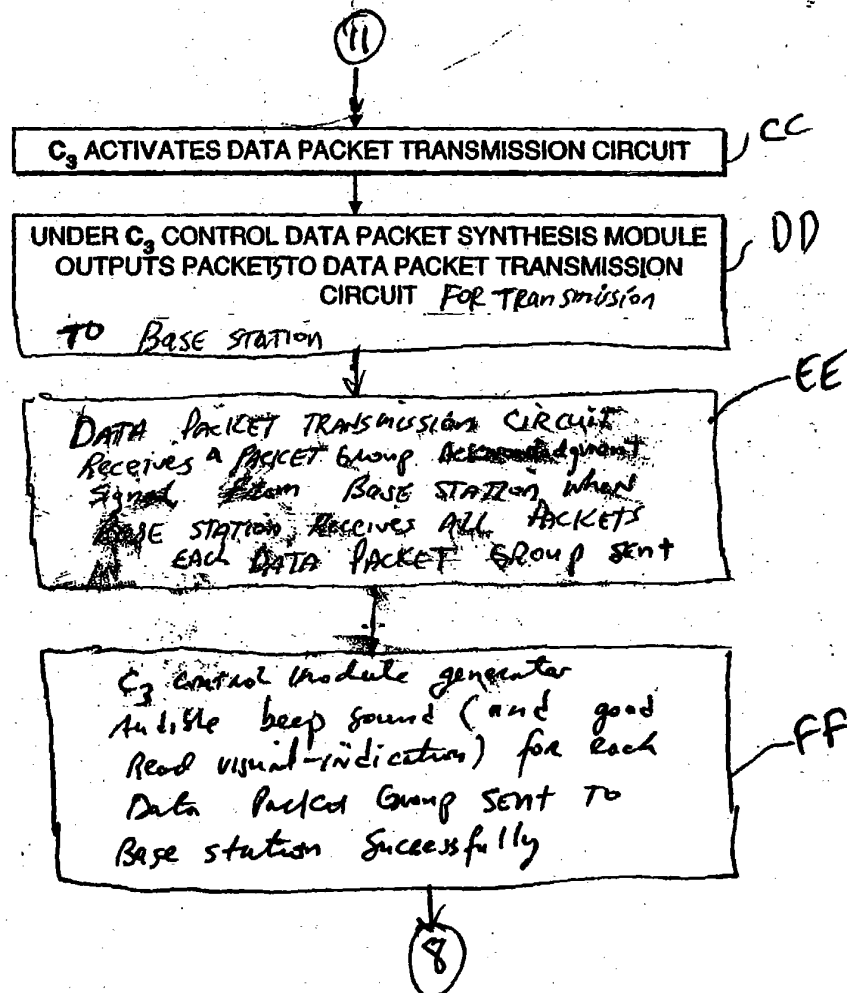 11
C₃ ACTIVATES DATA PACKET TRANSMISSION CIRCUIT
CC
UNDER C₃ CONTROL DATA PACKET SYNTHESIS MODULE
OUTPUTS PACKETS TO DATA PACKET TRANSMISSION
CIRCUIT FOR TRANSMISSION
TO BASE STATION
DD
DATA PACKET TRANSMISSION CIRCUIT
Receives a PACKET Group Acknowledgment
Signal From BASE STATION when
BASE STATION RECEIVES ALL PACKETS
EACH DATA PACKET GROUP SENT
EE
C₃ control module generates
Audible beep sound (and good
Read visual-indication) for each
Data Packet Group SENT TO
Base station Successfully
FF
8